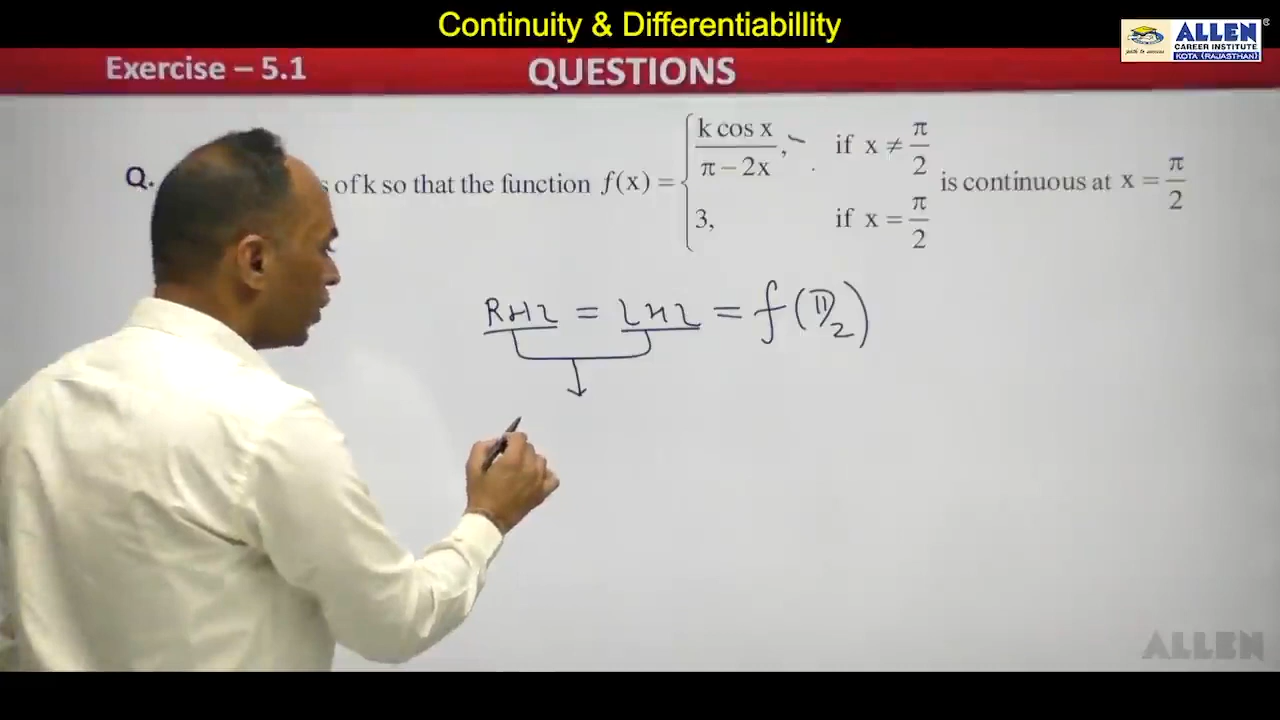 Continuity & Differentiabillity
ALLEN
CAREER INSTITUTE
KOTA (RAJASTHAN)
Exercise – 5.1 QUESTIONS
Q. of k so that the function f(x) = { k cos x / π – 2x, if x ≠ π/2
3, if x = π/2
is continuous at x = π/2
RHL = LHL = f(π/2)
ALLEN